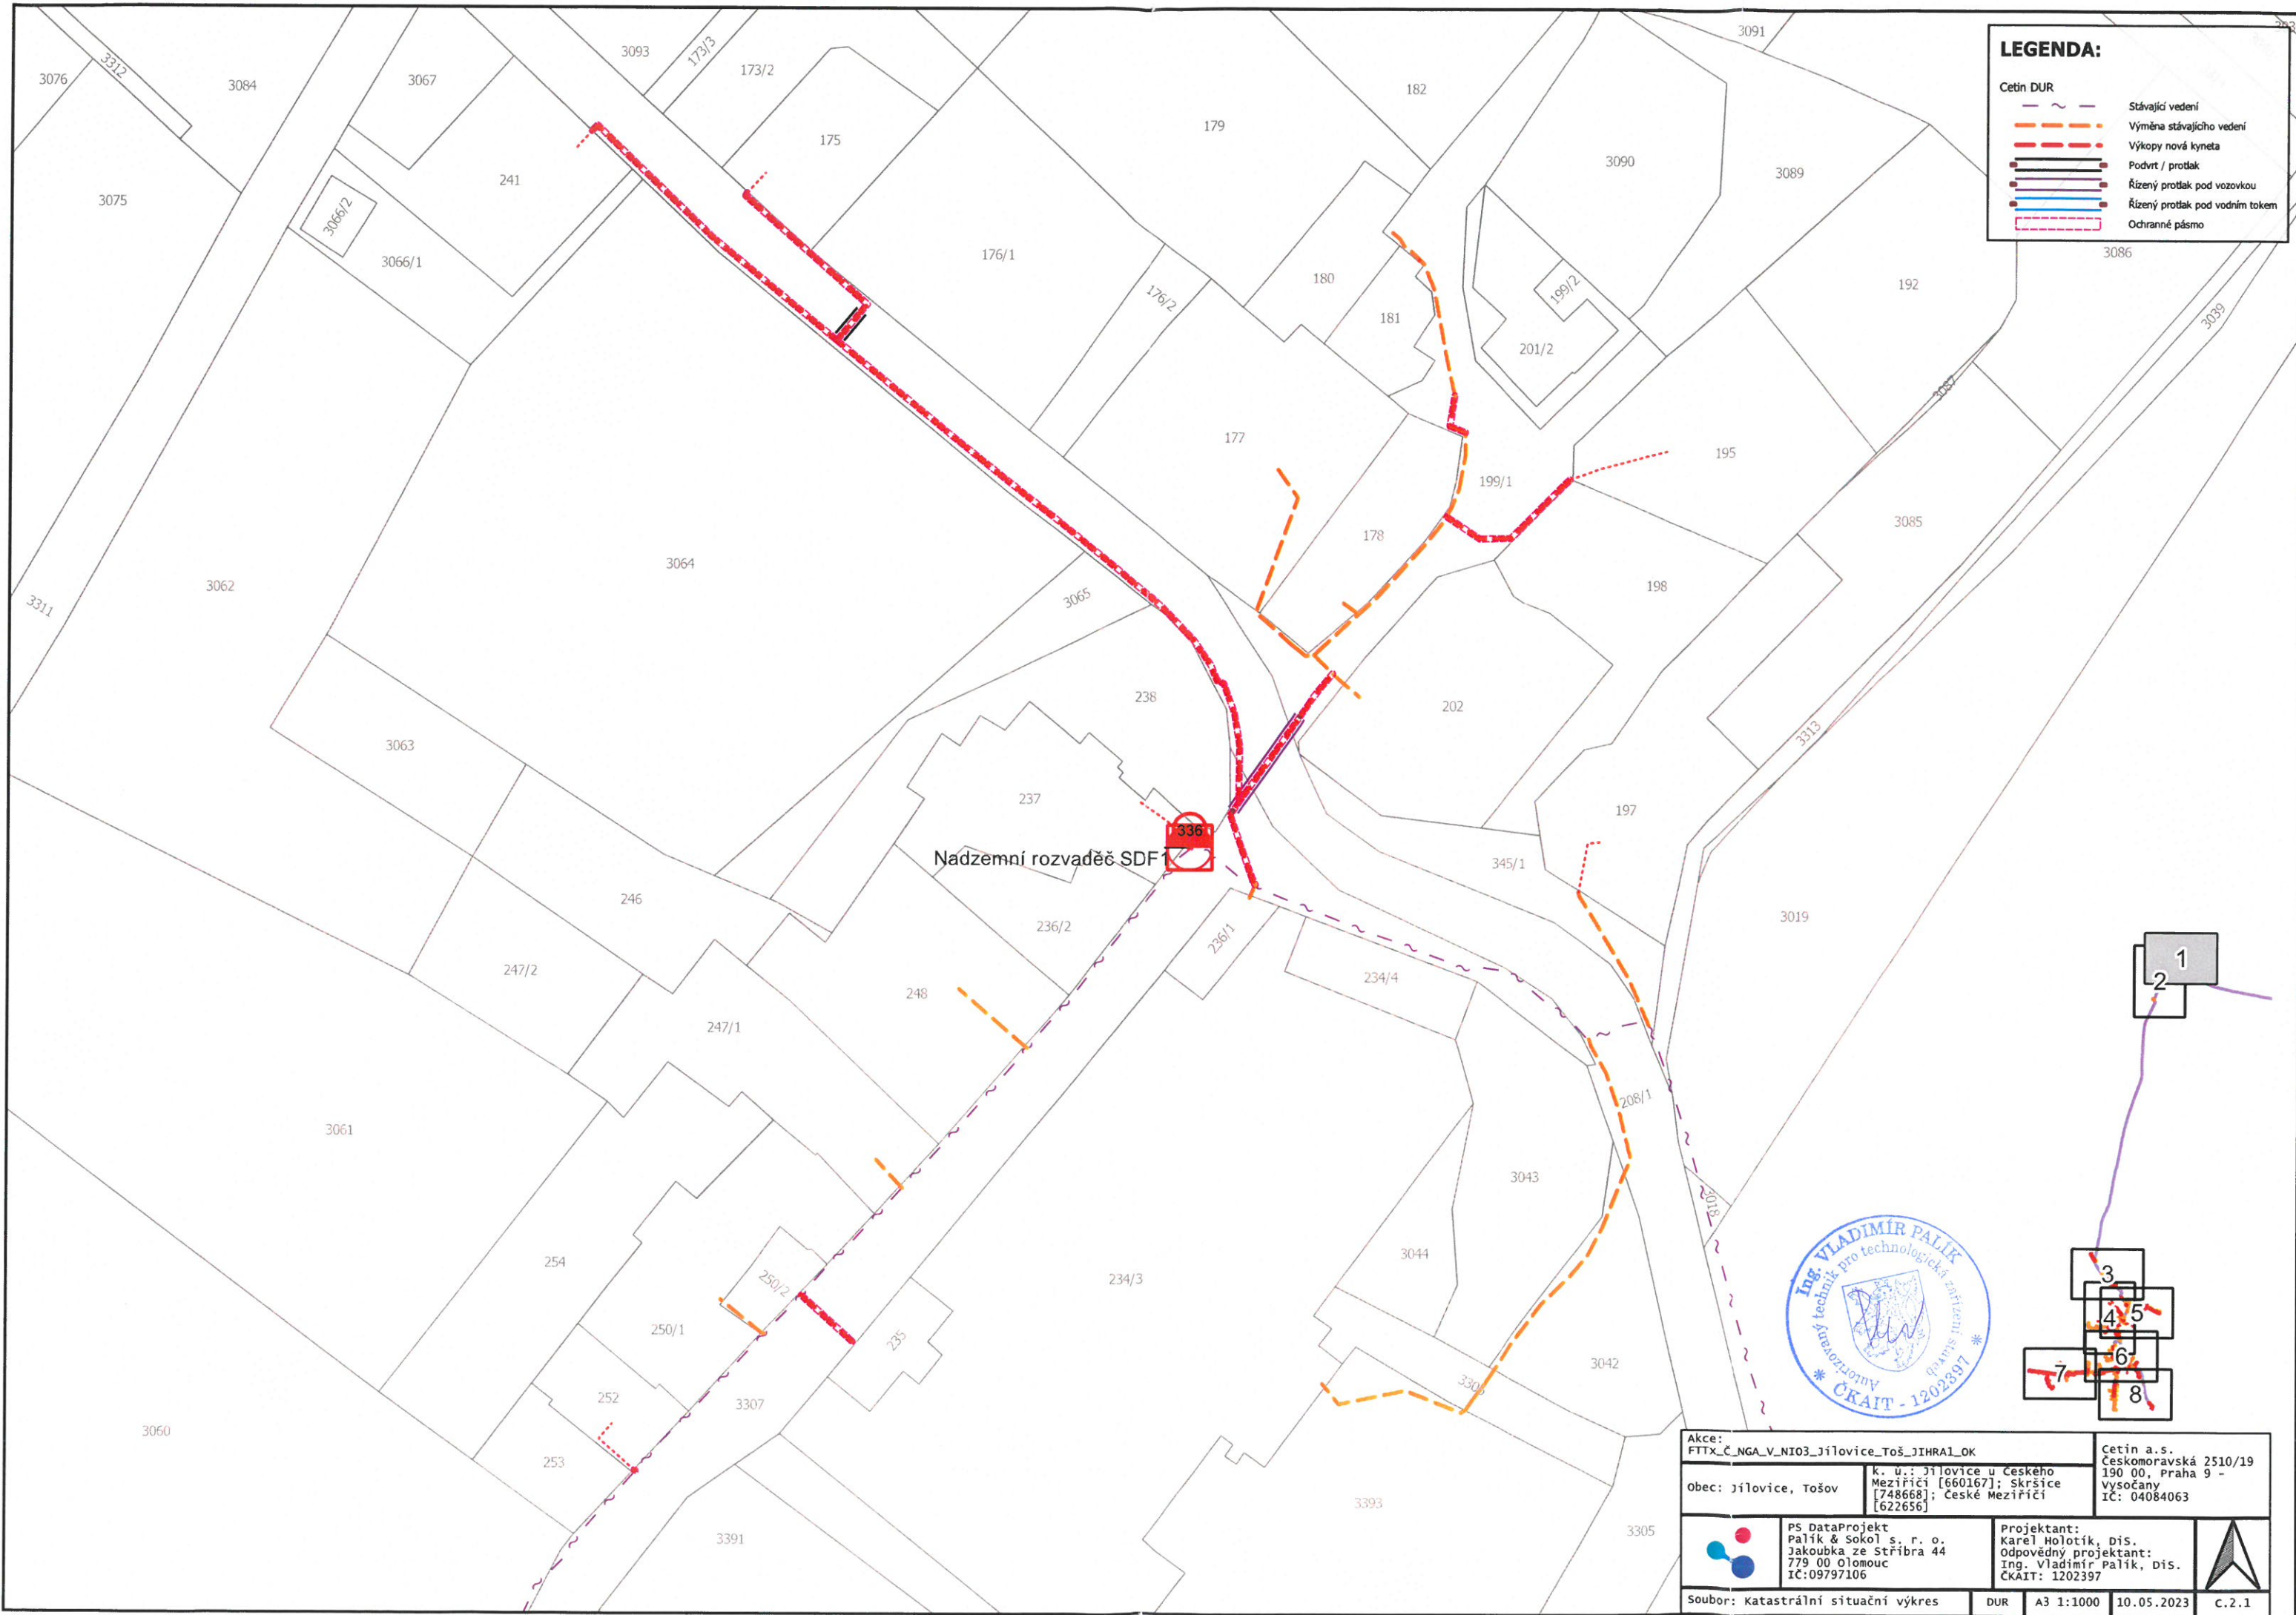 LEGENDA:
Cetin DUR
Stávající vedení
Výměna stávajícího vedení
Výkopy nová kyneta
Podvrt / protlak
Řízený protlak pod vozovkou
Řízený protlak pod vodním tokem
Ochranné pásmo
3076
3312
3084
3067
3093
173/3
173/2
175
179
182
3091
3090
3089
3075
241
3066/2
3066/1
176/1
176/2
180
181
199/2
201/2
192
3086
3039
3087
177
178
199/1
195
3085
198
3062
3311
3064
3065
238
202
3313
3063
237
197
336
Nadzemní rozvaděč SDF1
345/1
3019
246
236/2
236/1
234/4
247/2
248
247/1
208/1
3061
3043
3018
254
250/2
234/3
3044
250/1
235
3042
252
3307
3060
253
3393
3391
3305
1
2
3
4
5
6
7
8
Ing. VLADIMÍR PALÍK
Autorizovaný technik pro technologická zařízení staveb
* ČKAIT - 1202397 *
Akce:
FTTx_Č_NGA_V_NIO3_Jílovice_Toš_JIHRA1_OK
Cetin a.s.
Českomoravská 2510/19
190 00, Praha 9 -
Vysočany
IČ: 04084063
Obec: Jílovice, Tošov
k. ú.: Jílovice u Českého
Meziříčí [660167]; Skršice
[748668]; České Meziříčí
[622656]
PS DataProjekt
Palík & Sokol s. r. o.
Jakoubka ze Stříbra 44
779 00 Olomouc
IČ:09797106
Projektant:
Karel Holotík, DiS.
Odpovědný projektant:
Ing. Vladimír Palík, DiS.
ČKAIT: 1202397
Soubor: Katastrální situační výkres
DUR
A3 1:1000
10.05.2023
C.2.1